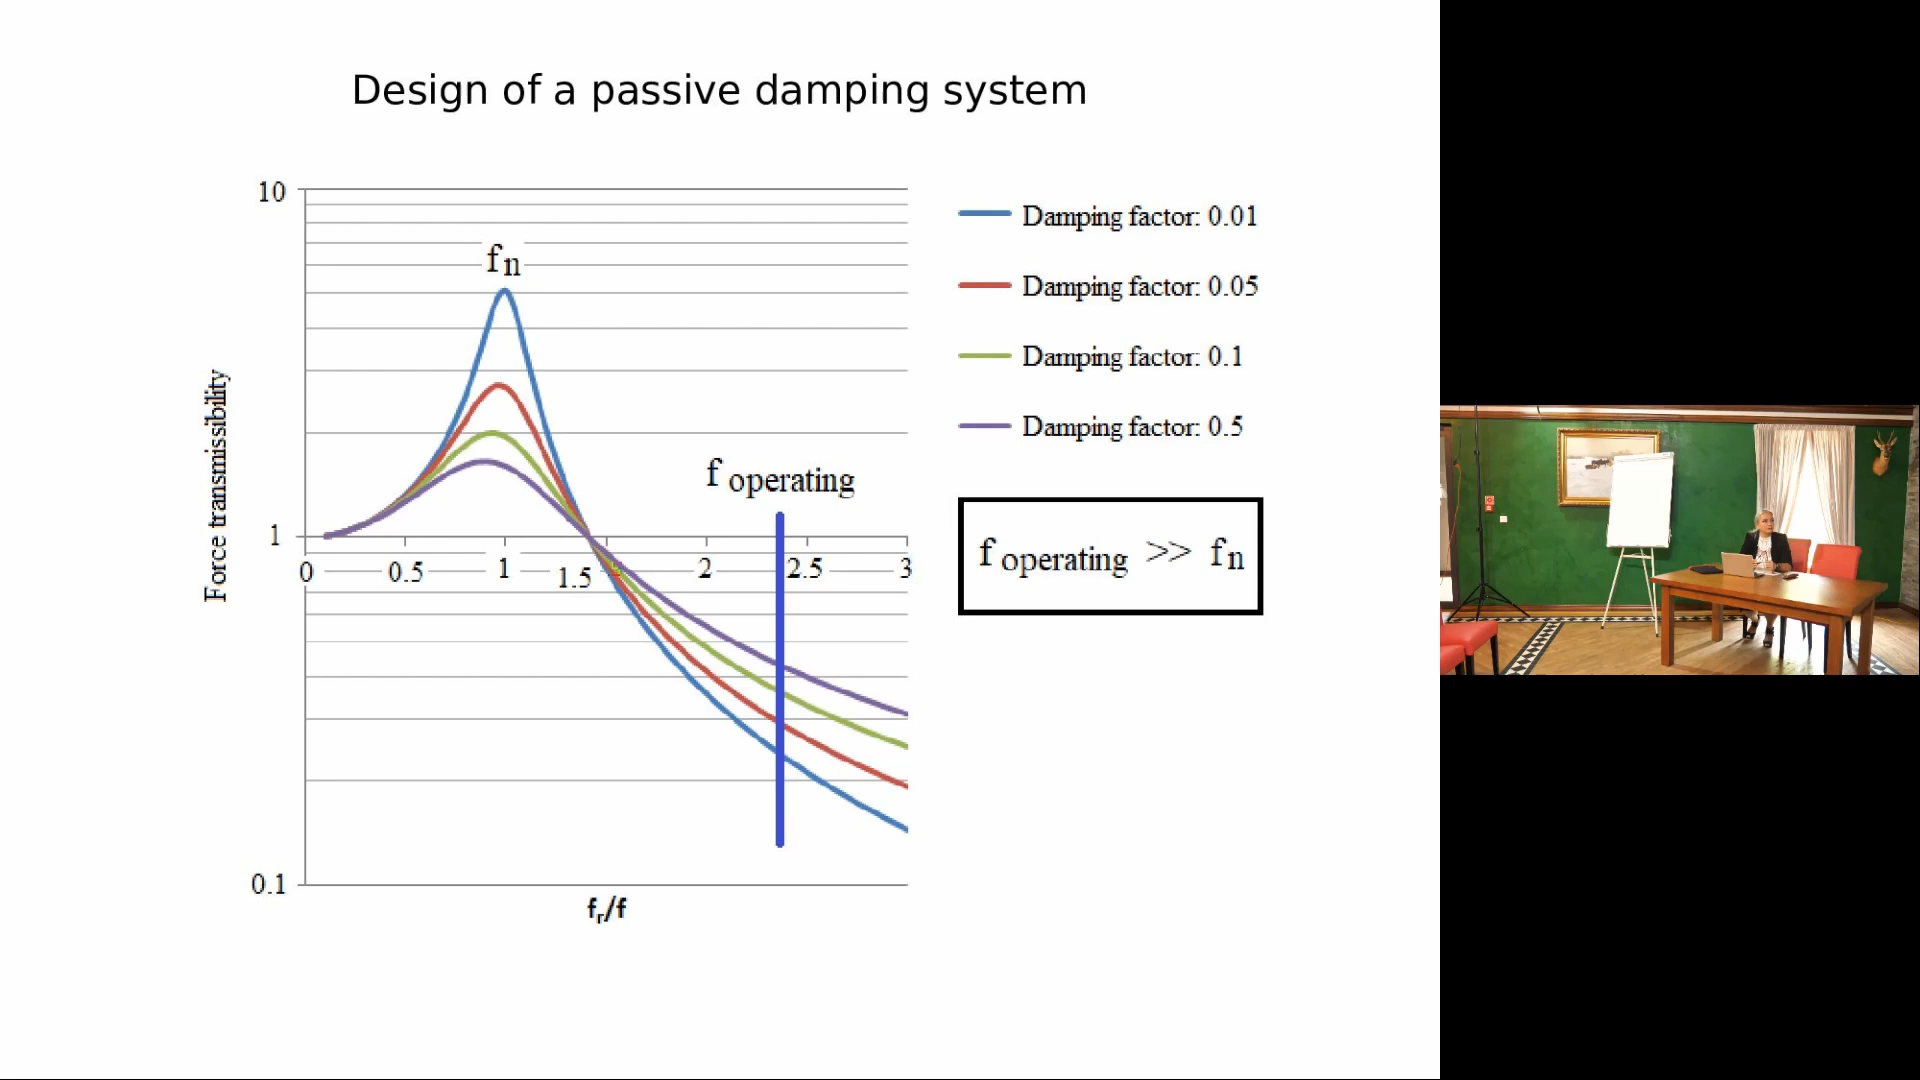 Design of a passive damping system
10
1
0.1
Force transmissibility
fn
f operating
0 0.5 1 1.5 2 2.5 3
fr/f
Damping factor: 0.01
Damping factor: 0.05
Damping factor: 0.1
Damping factor: 0.5
f operating >> fn